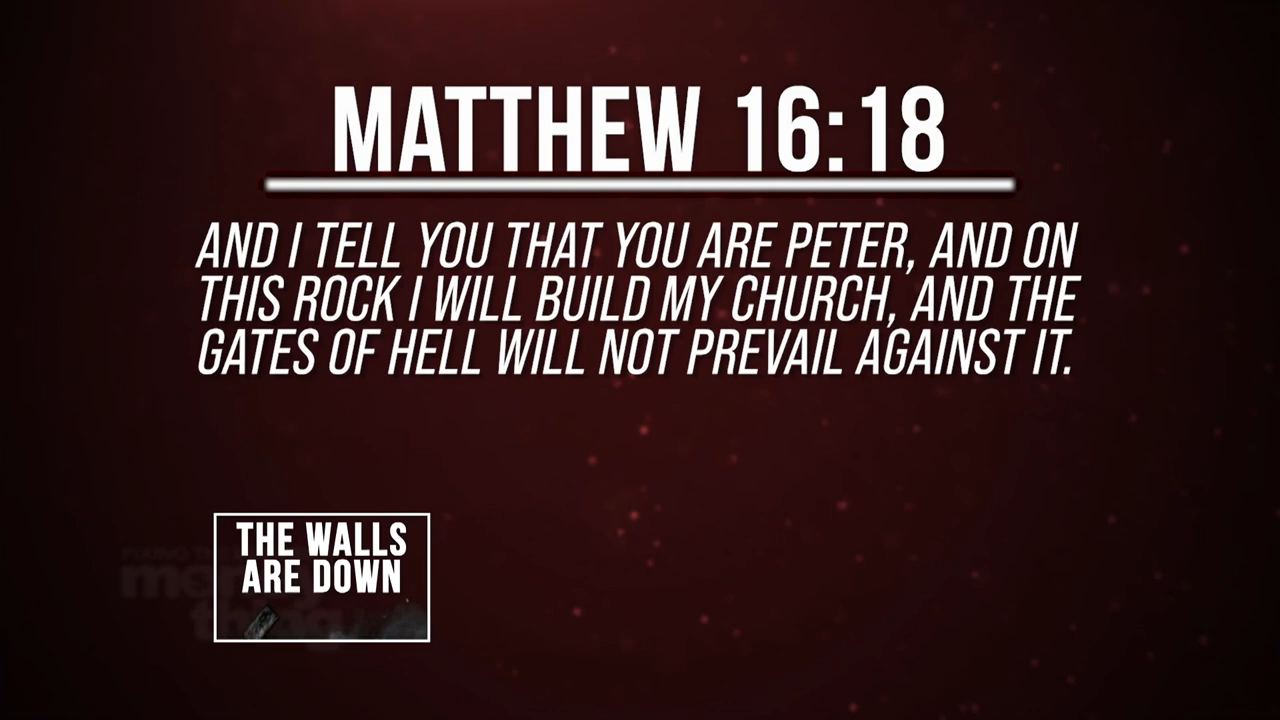 MATTHEW 16:18
AND I TELL YOU THAT YOU ARE PETER, AND ON
THIS ROCK I WILL BUILD MY CHURCH, AND THE
GATES OF HELL WILL NOT PREVAIL AGAINST IT.
THE WALLS
ARE DOWN